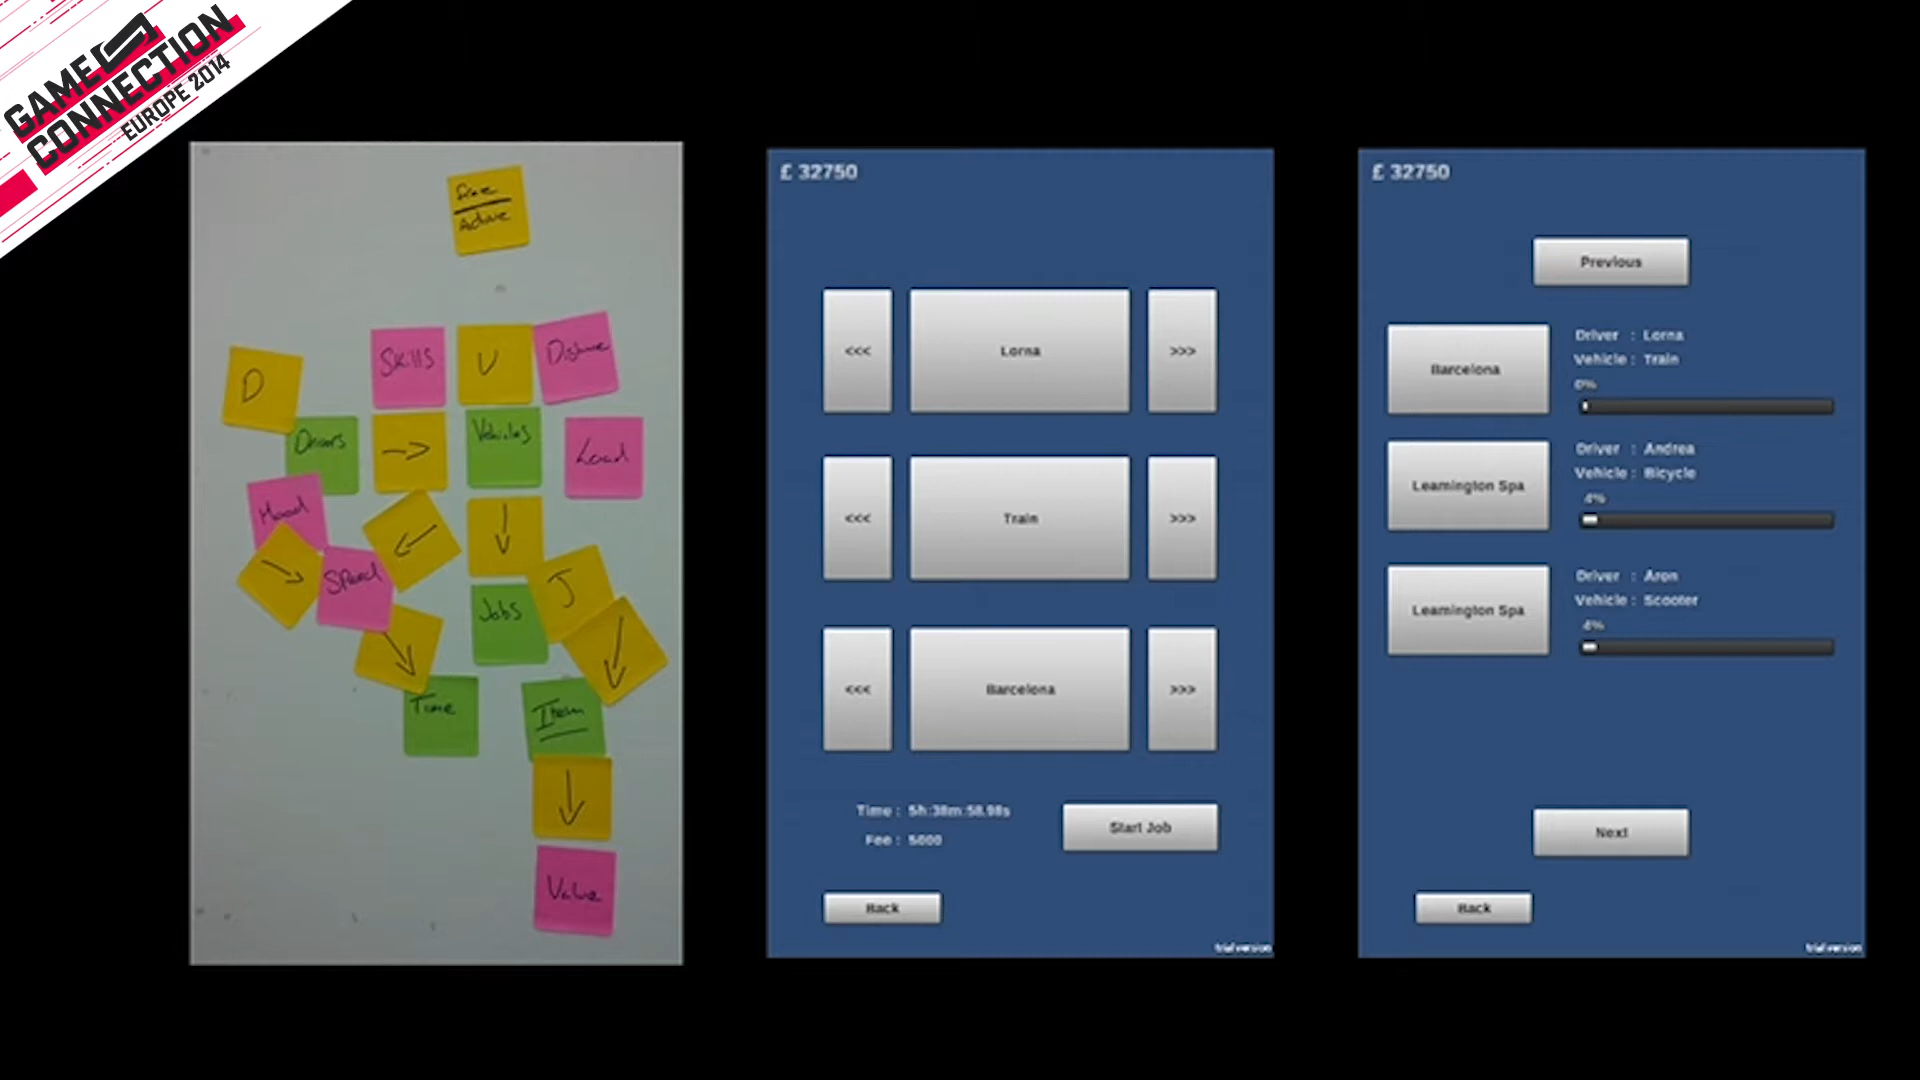 GAME
CONNECTION
EUROPE 2014
Active
D
Skills
V
Distance
Drivers
Vehicles
Load
Mood
Speed
Jobs
J
Time
Item
Value
£ 32750
<<<
Lorna
>>>
<<<
Train
>>>
<<<
Barcelona
>>>
Time : 5h:38m:58.98s
Fee : 5000
Start Job
Back
trial version
£ 32750
Previous
Barcelona
Driver : Lorna
Vehicle : Train
0%
Leamington Spa
Driver : Andrea
Vehicle : Bicycle
4%
Leamington Spa
Driver : Aron
Vehicle : Scooter
4%
Next
Back
trial version